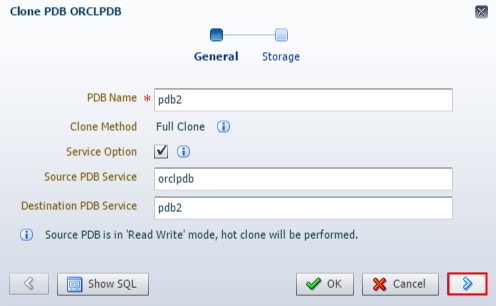 Clone PDB ORCLPDB
General Storage
PDB Name * pdb2
Clone Method Full Clone
Service Option
Source PDB Service orclpdb
Destination PDB Service pdb2
Source PDB is in 'Read Write' mode, hot clone will be performed.
Show SQL OK Cancel